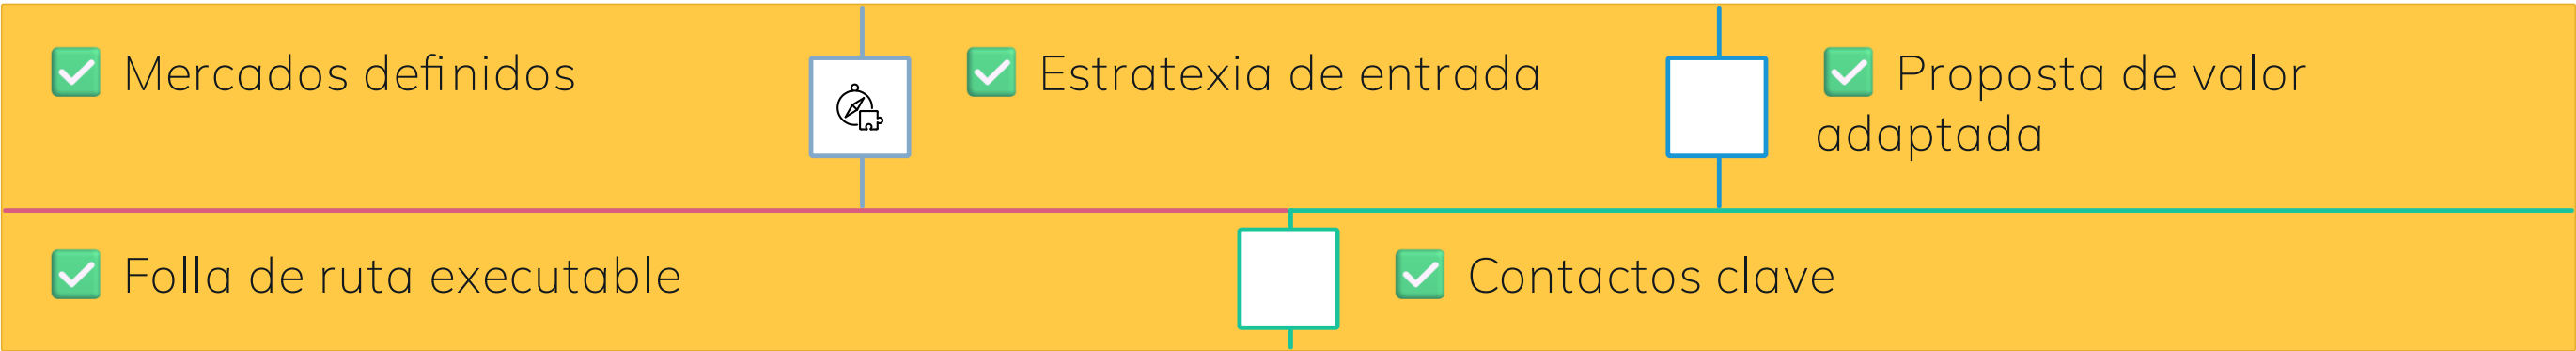 ✅ Mercados definidos
✅ Estratexia de entrada
✅ Proposta de valor
adaptada
✅ Folla de ruta executable
✅ Contactos clave